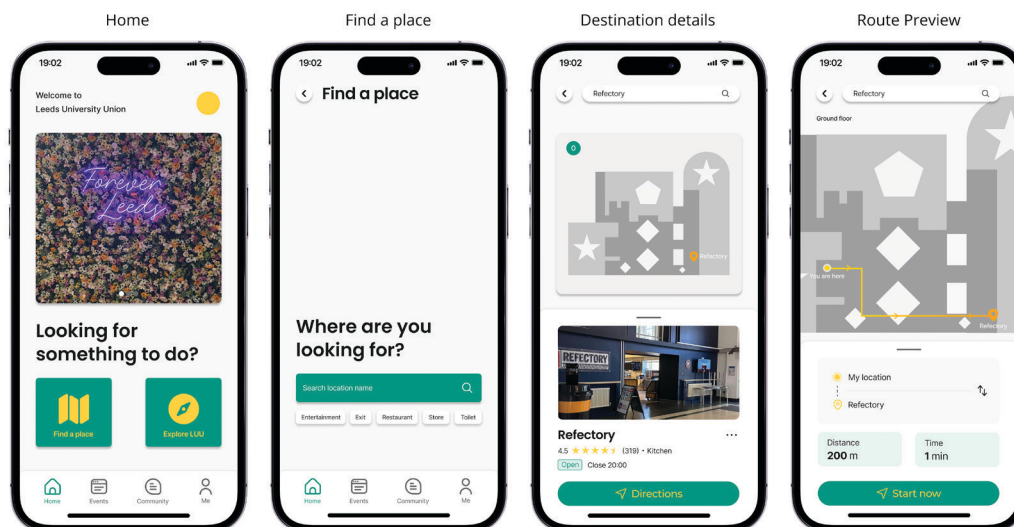 Home
Find a place
Destination details
Route Preview
19:02
Welcome to
Leeds University Union
Forever
Leeds
Looking for
something to do?
Find a place
Explore LUU
Home
Events
Community
Me
19:02
Find a place
Where are you
looking for?
Search location name
Entertainment
Exit
Restaurant
Store
Toilet
Home
Events
Community
Me
19:02
Refectory
0
Refectory
REFECTORY
Refectory
4.5 (319) • Kitchen
Open Close 20:00
Directions
19:02
Refectory
Ground floor
You are here
Refectory
My location
Refectory
Distance
200 m
Time
1 min
Start now